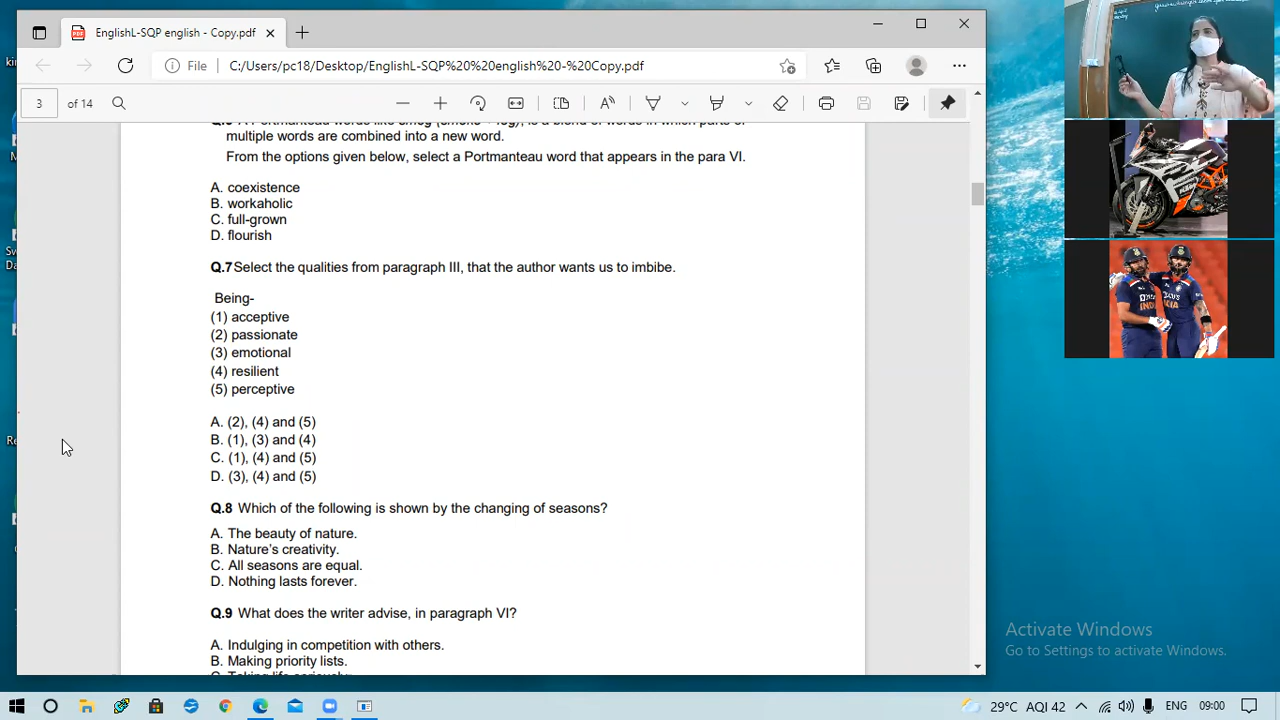 EnglishL-SQP english - Copy.pdf
File
C:/Users/pc18/Desktop/EnglishL-SQP%20%20english%20-%20Copy.pdf
3 of 14
multiple words are combined into a new word.
From the options given below, select a Portmanteau word that appears in the para VI.
A. coexistence
B. workaholic
C. full-grown
D. flourish
Q.7Select the qualities from paragraph III, that the author wants us to imbibe.
Being-
(1) acceptive
(2) passionate
(3) emotional
(4) resilient
(5) perceptive
A. (2), (4) and (5)
B. (1), (3) and (4)
C. (1), (4) and (5)
D. (3), (4) and (5)
Q.8 Which of the following is shown by the changing of seasons?
A. The beauty of nature.
B. Nature's creativity.
C. All seasons are equal.
D. Nothing lasts forever.
Q.9 What does the writer advise, in paragraph VI?
A. Indulging in competition with others.
B. Making priority lists.
Activate Windows
Go to Settings to activate Windows.
29°C AQI 42
ENG
09:00